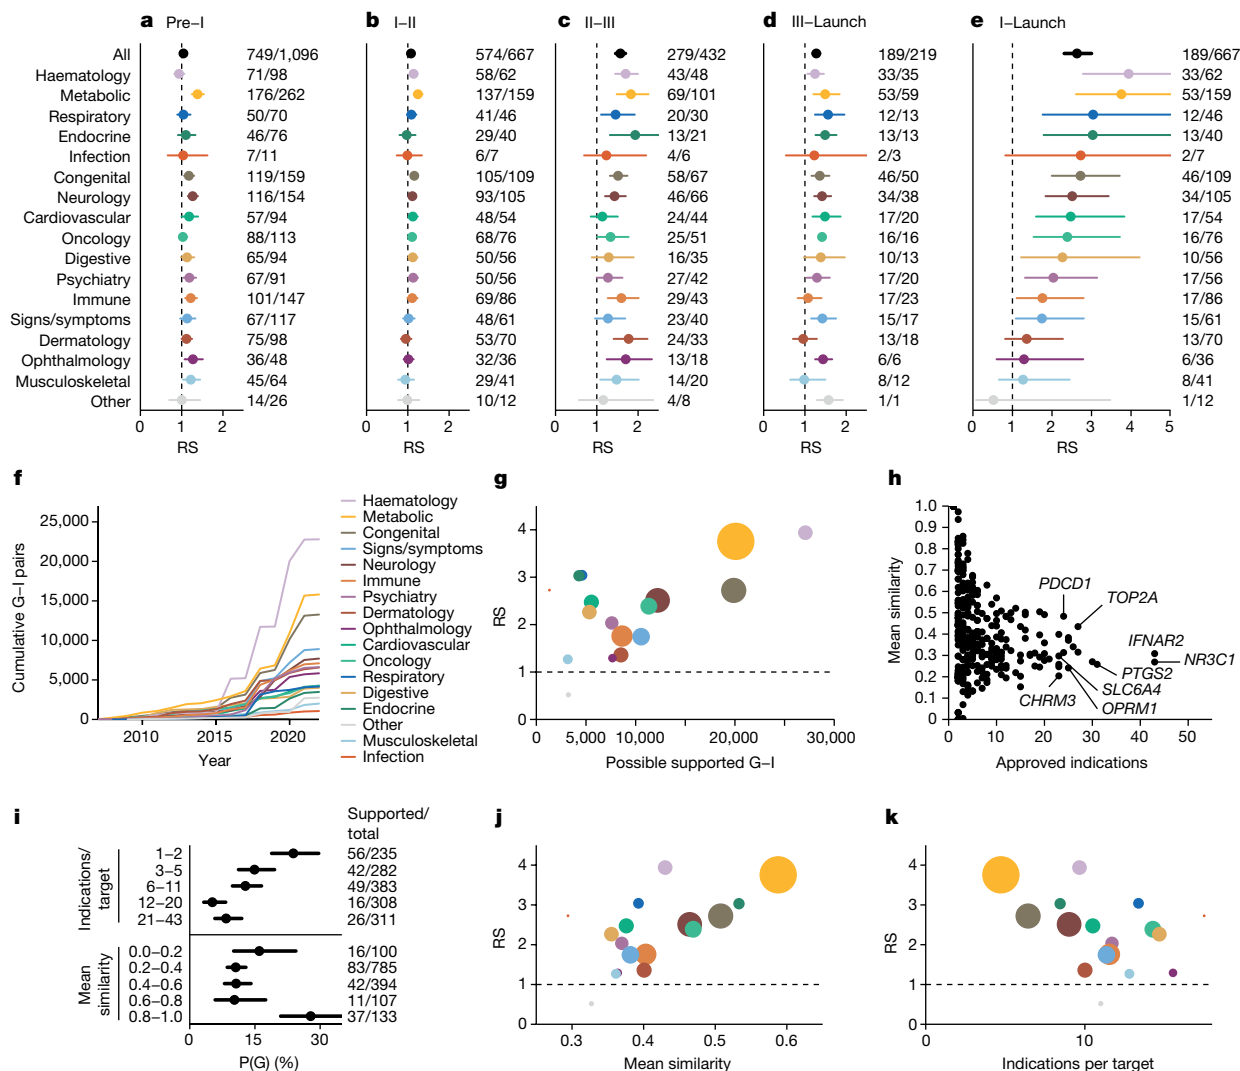 a Pre-I b I–II c II–III d III–Launch e I–Launch
All 749/1,096 574/667 279/432 189/219 189/667
Haematology 71/98 58/62 43/48 33/35 33/62
Metabolic 176/262 137/159 69/101 53/59 53/159
Respiratory 50/70 41/46 20/30 12/13 12/46
Endocrine 46/76 29/40 13/21 13/13 13/40
Infection 7/11 6/7 4/6 2/3 2/7
Congenital 119/159 105/109 58/67 46/50 46/109
Neurology 116/154 93/105 46/66 34/38 34/105
Cardiovascular 57/94 48/54 24/44 17/20 17/54
Oncology 88/113 68/76 25/51 16/16 16/76
Digestive 65/94 50/56 16/35 10/13 10/56
Psychiatry 67/91 50/56 27/42 17/20 17/56
Immune 101/147 69/86 29/43 17/23 17/86
Signs/symptoms 67/117 48/61 23/40 15/17 15/61
Dermatology 75/98 53/70 24/33 13/18 13/70
Ophthalmology 36/48 32/36 13/18 6/6 6/36
Musculoskeletal 45/64 29/41 14/20 8/12 8/41
Other 14/26 10/12 4/8 1/1 1/12
0 1 2 0 1 2 0 1 2 0 1 2 0 1 2 3 4 5
RS RS RS RS RS
f
25,000
20,000
15,000
10,000
5,000
0
Cumulative G–I pairs
2010 2015 2020
Year
Haematology
Metabolic
Congenital
Signs/symptoms
Neurology
Immune
Psychiatry
Dermatology
Ophthalmology
Cardiovascular
Oncology
Respiratory
Digestive
Endocrine
Other
Musculoskeletal
Infection
g
4
3
2
1
0
RS
0 5,000 10,000 20,000 30,000
Possible supported G–I
h
1.0
0.9
0.8
0.7
0.6
0.5
0.4
0.3
0.2
0.1
0
Mean similarity
PDCD1
TOP2A
IFNAR2
NR3C1
PTGS2
SLC6A4
CHRM3
OPRM1
0 10 20 30 40 50
Approved indications
i
Supported/
total
Indications/
target
1–2 56/235
3–5 42/282
6–11 49/383
12–20 16/308
21–43 26/311
Mean
similarity
0.0–0.2 16/100
0.2–0.4 83/785
0.4–0.6 42/394
0.6–0.8 11/107
0.8–1.0 37/133
0 15 30
P(G) (%)
j
4
3
2
1
0
RS
0.3 0.4 0.5 0.6
Mean similarity
k
4
3
2
1
0
RS
0 10
Indications per target